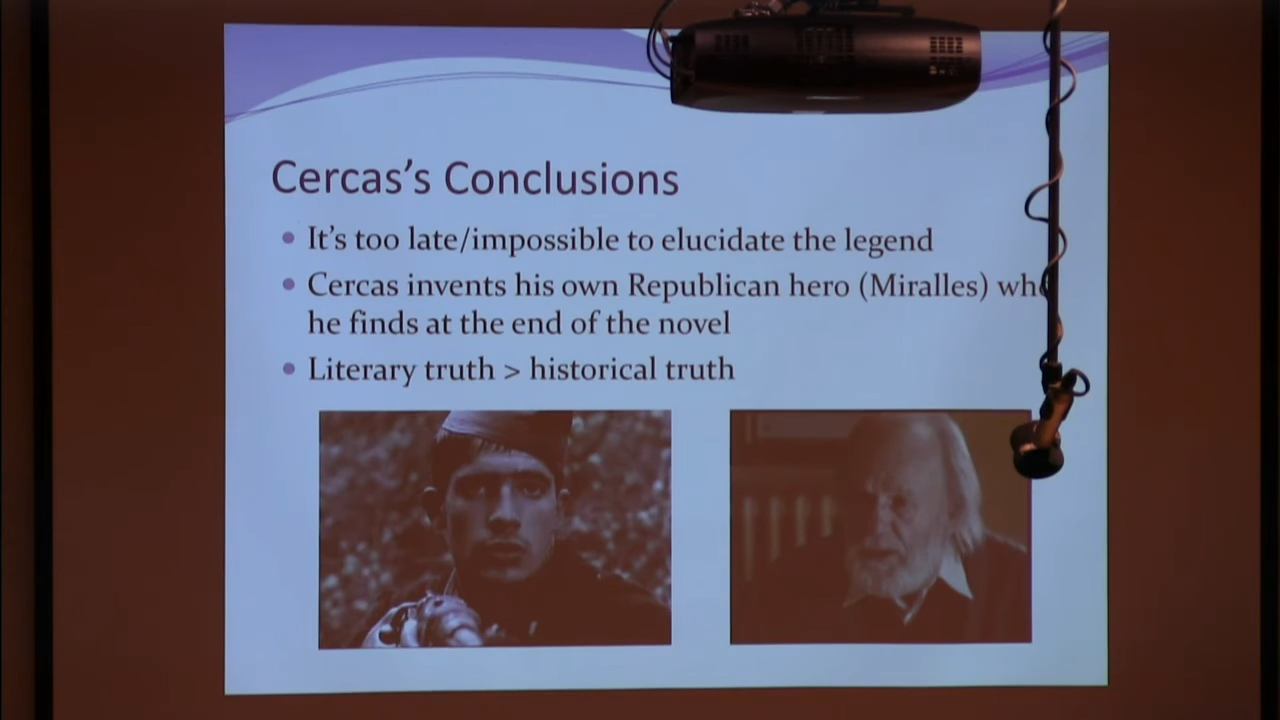 Cercas's Conclusions
• It's too late/impossible to elucidate the legend
• Cercas invents his own Republican hero (Miralles)
he finds at the end of the novel
• Literary truth > historical truth